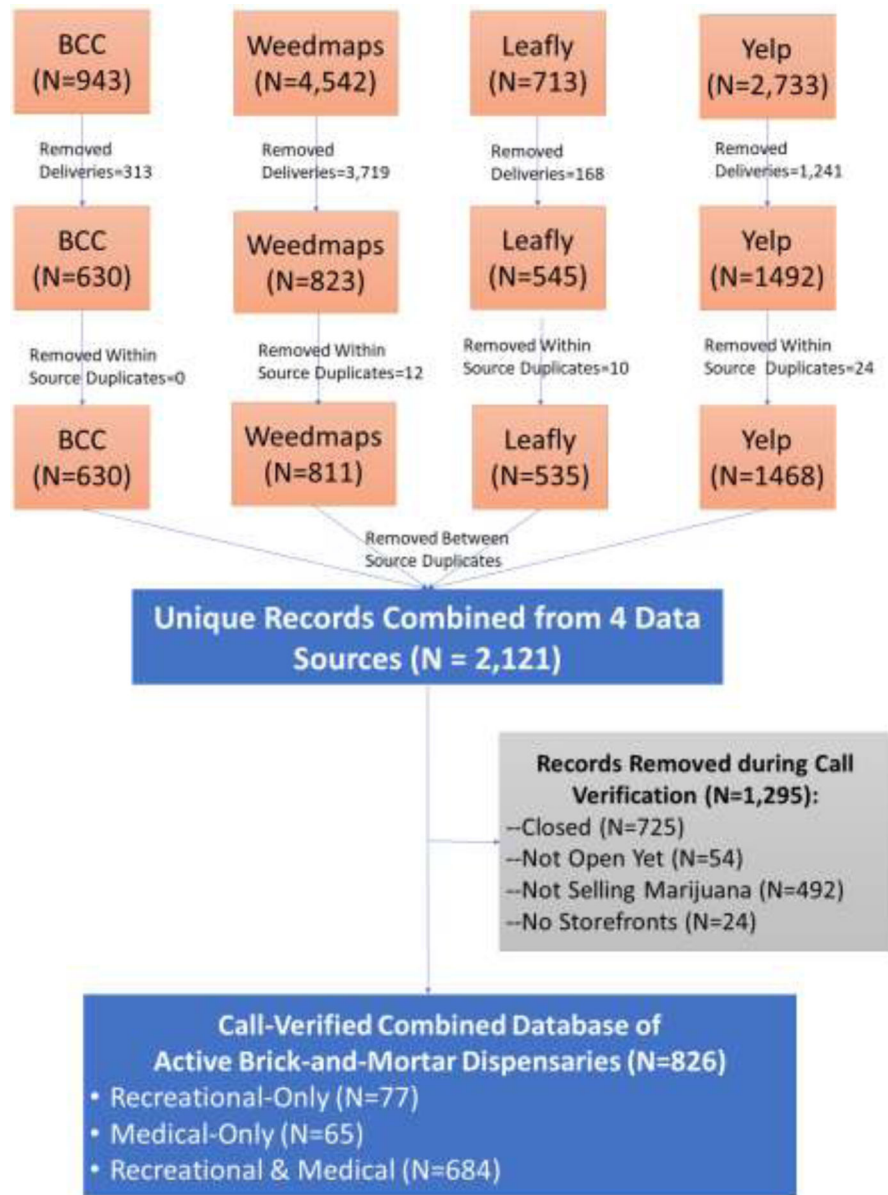 BCC
(N=943)
Weedmaps
(N=4,542)
Leafly
(N=713)
Yelp
(N=2,733)
Removed
Deliveries=313
Removed
Deliveries=3,719
Removed
Deliveries=168
Removed
Deliveries=1,241
BCC
(N=630)
Weedmaps
(N=823)
Leafly
(N=545)
Yelp
(N=1492)
Removed Within
Source Duplicates=0
Removed Within
Source Duplicates=12
Removed Within
Source Duplicates=10
Removed Within
Source Duplicates=24
BCC
(N=630)
Weedmaps
(N=811)
Leafly
(N=535)
Yelp
(N=1468)
Removed Between
Source Duplicates
Unique Records Combined from 4 Data
Sources (N = 2,121)
Records Removed during Call
Verification (N=1,295):
--Closed (N=725)
--Not Open Yet (N=54)
--Not Selling Marijuana (N=492)
--No Storefronts (N=24)
Call-Verified Combined Database of
Active Brick-and-Mortar Dispensaries (N=826)
• Recreational-Only (N=77)
• Medical-Only (N=65)
• Recreational & Medical (N=684)